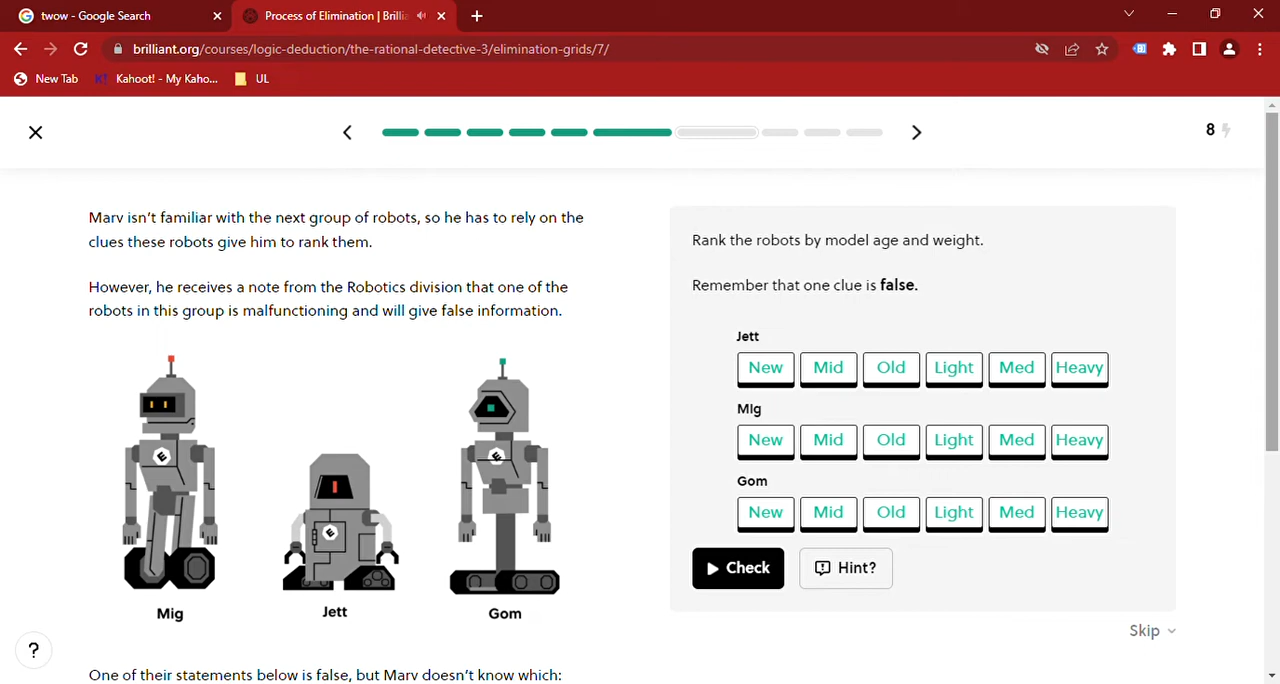 twow - Google Search
Process of Elimination | Brillia
brilliant.org/courses/logic-deduction/the-rational-detective-3/elimination-grids/7/
New Tab
K! Kahoot! - My Kaho...
UL
8
Marv isn't familiar with the next group of robots, so he has to rely on the
clues these robots give him to rank them.
However, he receives a note from the Robotics division that one of the
robots in this group is malfunctioning and will give false information.
E
E
E
Mig
Jett
Gom
One of their statements below is false, but Marv doesn't know which:
?
Rank the robots by model age and weight.
Remember that one clue is false.
Jett
New Mid Old Light Med Heavy
Mig
New Mid Old Light Med Heavy
Gom
New Mid Old Light Med Heavy
Check
Hint?
Skip